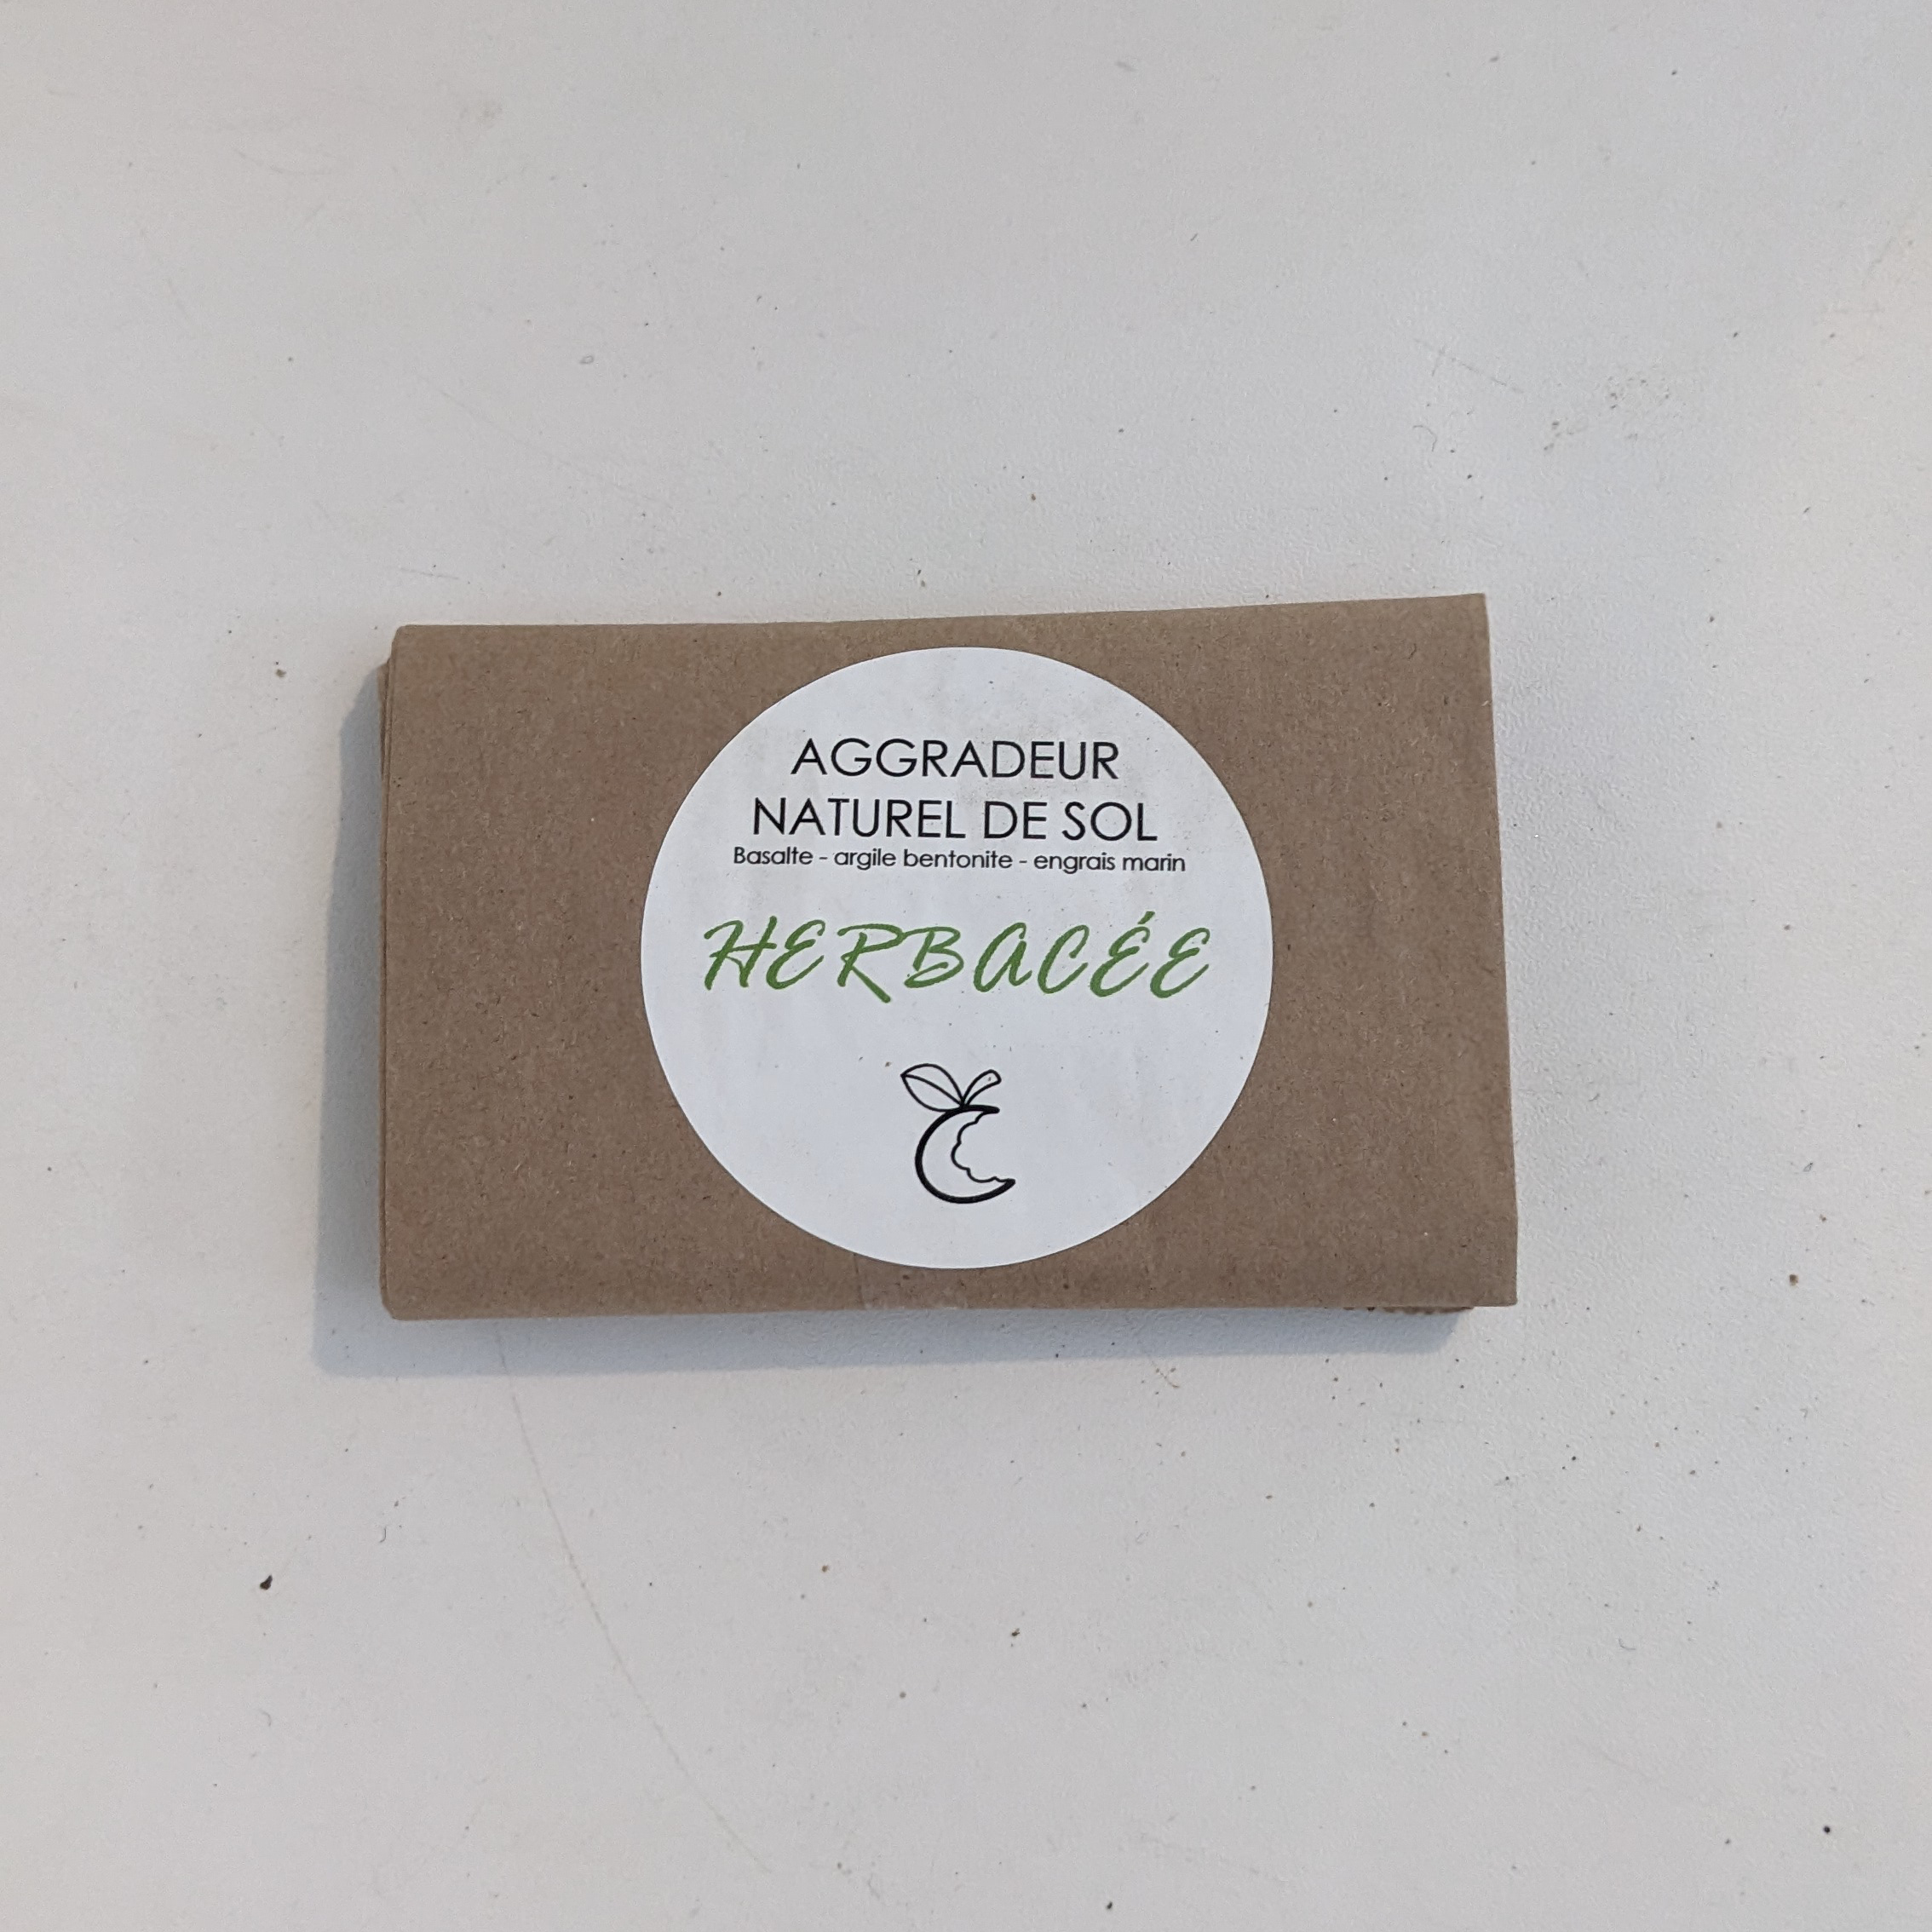 AGGRADEUR
NATUREL DE SOL
Basalte - argile bentonite - engrais marin
HERBACÉE